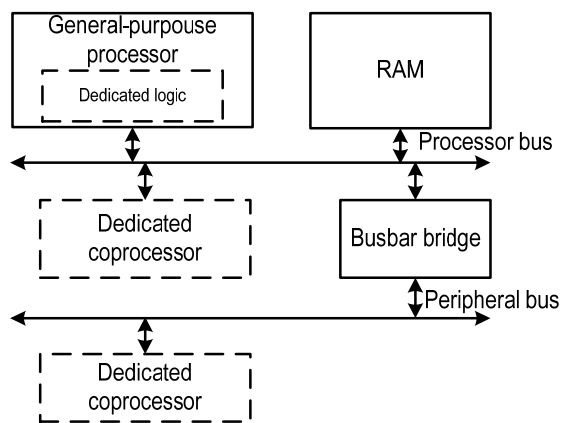 General-purpouse
processor
Dedicated logic
RAM
Processor bus
Dedicated
coprocessor
Busbar bridge
Peripheral bus
Dedicated
coprocessor